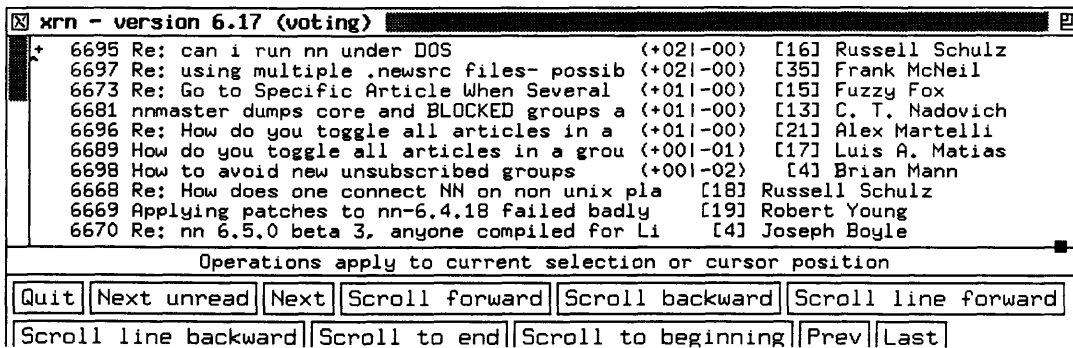 xrn - version 6.17 (voting)
+ 6695 Re: can i run nn under DOS (+02|-00) [16] Russell Schulz
6697 Re: using multiple .newsrc files- possib (+02|-00) [35] Frank McNeil
6673 Re: Go to Specific Article When Several (+01|-00) [15] Fuzzy Fox
6681 nnmaster dumps core and BLOCKED groups a (+01|-00) [13] C. T. Nadovich
6696 Re: How do you toggle all articles in a (+01|-00) [21] Alex Martelli
6689 How do you toggle all articles in a grou (+00|-01) [17] Luis A. Matias
6698 How to avoid new unsubscribed groups (+00|-02) [4] Brian Mann
6668 Re: How does one connect NN on non unix pla [18] Russell Schulz
6669 Applying patches to nn-6.4.18 failed badly [19] Robert Young
6670 Re: nn 6.5.0 beta 3, anyone compiled for Li [4] Joseph Boyle
Operations apply to current selection or cursor position
Quit Next unread Next Scroll forward Scroll backward Scroll line forward
Scroll line backward Scroll to end Scroll to beginning Prev Last